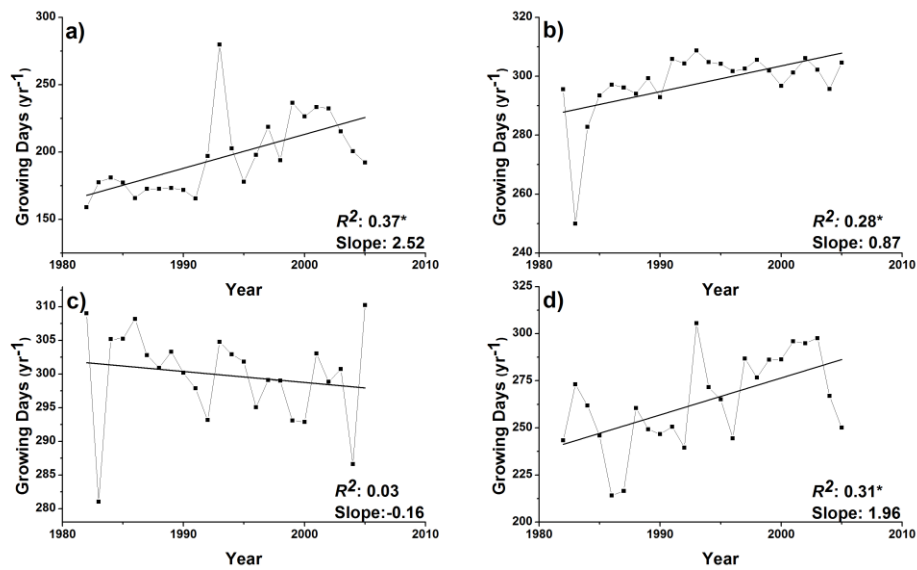 a)
300
250
200
150
Growing Days (yr-1)
R2: 0.37*
Slope: 2.52
1980 1990 2000 2010
Year
b)
320
300
280
260
240
Growing Days (yr-1)
R2: 0.28*
Slope: 0.87
1980 1990 2000 2010
Year
c)
310
305
300
295
290
285
280
Growing Days (yr-1)
R2: 0.03
Slope:-0.16
1980 1990 2000 2010
Year
d)
325
300
275
250
225
200
Growing Days (yr-1)
R2: 0.31*
Slope: 1.96
1980 1990 2000 2010
Year